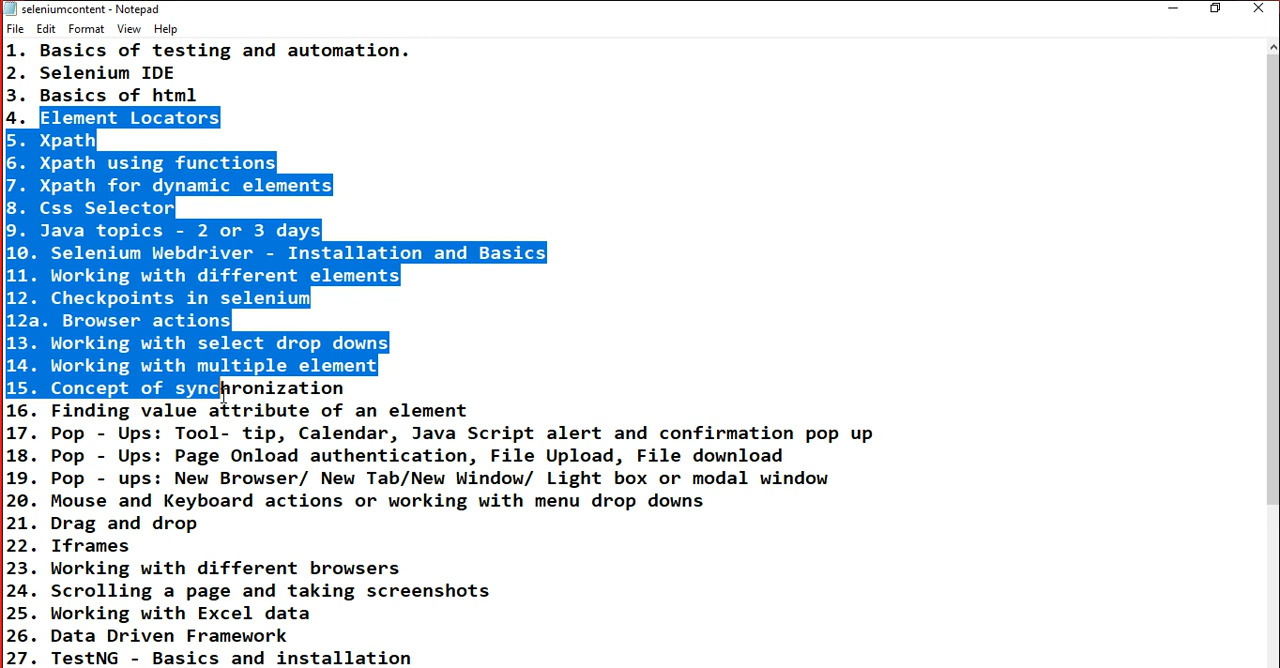 seleniumcontent - Notepad
File Edit Format View Help
1. Basics of testing and automation.
2. Selenium IDE
3. Basics of html
4. Element Locators
5. Xpath
6. Xpath using functions
7. Xpath for dynamic elements
8. Css Selector
9. Java topics - 2 or 3 days
10. Selenium Webdriver - Installation and Basics
11. Working with different elements
12. Checkpoints in selenium
12a. Browser actions
13. Working with select drop downs
14. Working with multiple element
15. Concept of synchronization
16. Finding value attribute of an element
17. Pop - Ups: Tool- tip, Calendar, Java Script alert and confirmation pop up
18. Pop - Ups: Page Onload authentication, File Upload, File download
19. Pop - ups: New Browser/ New Tab/New Window/ Light box or modal window
20. Mouse and Keyboard actions or working with menu drop downs
21. Drag and drop
22. Iframes
23. Working with different browsers
24. Scrolling a page and taking screenshots
25. Working with Excel data
26. Data Driven Framework
27. TestNG - Basics and installation